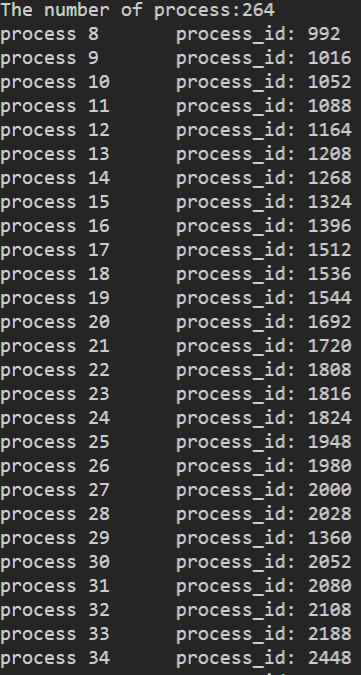 The number of process:264
process 8 process_id: 992
process 9 process_id: 1016
process 10 process_id: 1052
process 11 process_id: 1088
process 12 process_id: 1164
process 13 process_id: 1208
process 14 process_id: 1268
process 15 process_id: 1324
process 16 process_id: 1396
process 17 process_id: 1512
process 18 process_id: 1536
process 19 process_id: 1544
process 20 process_id: 1692
process 21 process_id: 1720
process 22 process_id: 1808
process 23 process_id: 1816
process 24 process_id: 1824
process 25 process_id: 1948
process 26 process_id: 1980
process 27 process_id: 2000
process 28 process_id: 2028
process 29 process_id: 1360
process 30 process_id: 2052
process 31 process_id: 2080
process 32 process_id: 2108
process 33 process_id: 2188
process 34 process_id: 2448